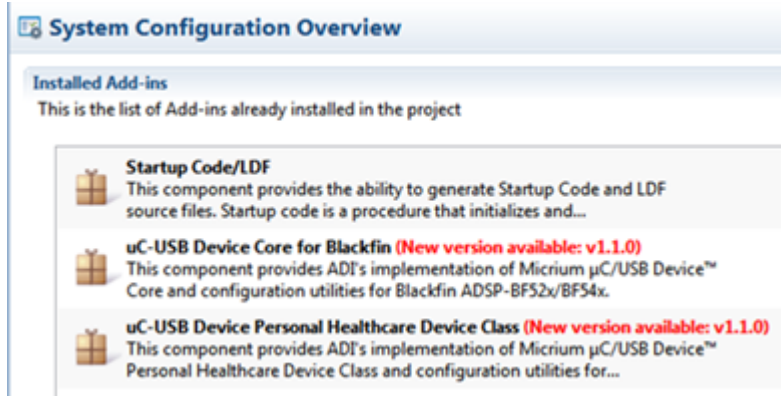 System Configuration Overview
Installed Add-ins
This is the list of Add-ins already installed in the project
Startup Code/LDF
This component provides the ability to generate Startup Code and LDF
source files. Startup code is a procedure that initializes and...
uC-USB Device Core for Blackfin (New version available: v1.1.0)
This component provides ADI's implementation of Micrium µC/USB Device™
Core and configuration utilities for Blackfin ADSP-BF52x/BF54x.
uC-USB Device Personal Healthcare Device Class (New version available: v1.1.0)
This component provides ADI's implementation of Micrium µC/USB Device™
Personal Healthcare Device Class and configuration utilities for...